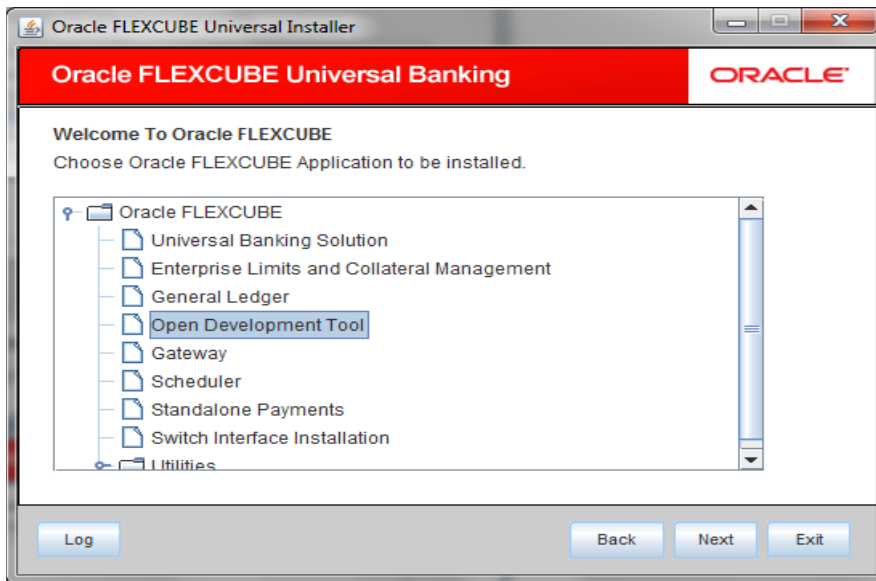 Oracle FLEXCUBE Universal Installer
Oracle FLEXCUBE Universal Banking
ORACLE
Welcome To Oracle FLEXCUBE
Choose Oracle FLEXCUBE Application to be installed.
Oracle FLEXCUBE
Universal Banking Solution
Enterprise Limits and Collateral Management
General Ledger
Open Development Tool
Gateway
Scheduler
Standalone Payments
Switch Interface Installation
Utilities
Log Back Next Exit